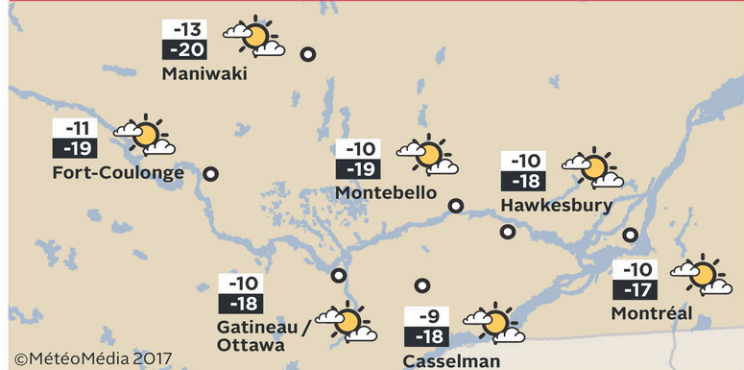 -13
-20
Maniwaki
-11
-19
Fort-Coulonge
-10
-19
Montebello
-10
-18
Hawkesbury
-10
-18
Gatineau /
Ottawa
-9
-18
Casselman
-10
-17
Montréal
©MétéoMédia 2017